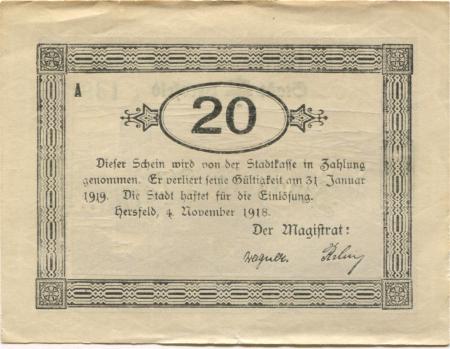 A
20
Dieser Schein wird von der Stadtkasse in Zahlung
genommen. Er verliert seine Gültigkeit am 31. Januar
1919. Die Stadt haftet für die Einlösung.
Hersfeld, 4. November 1918.
Der Magistrat:
Wagner.